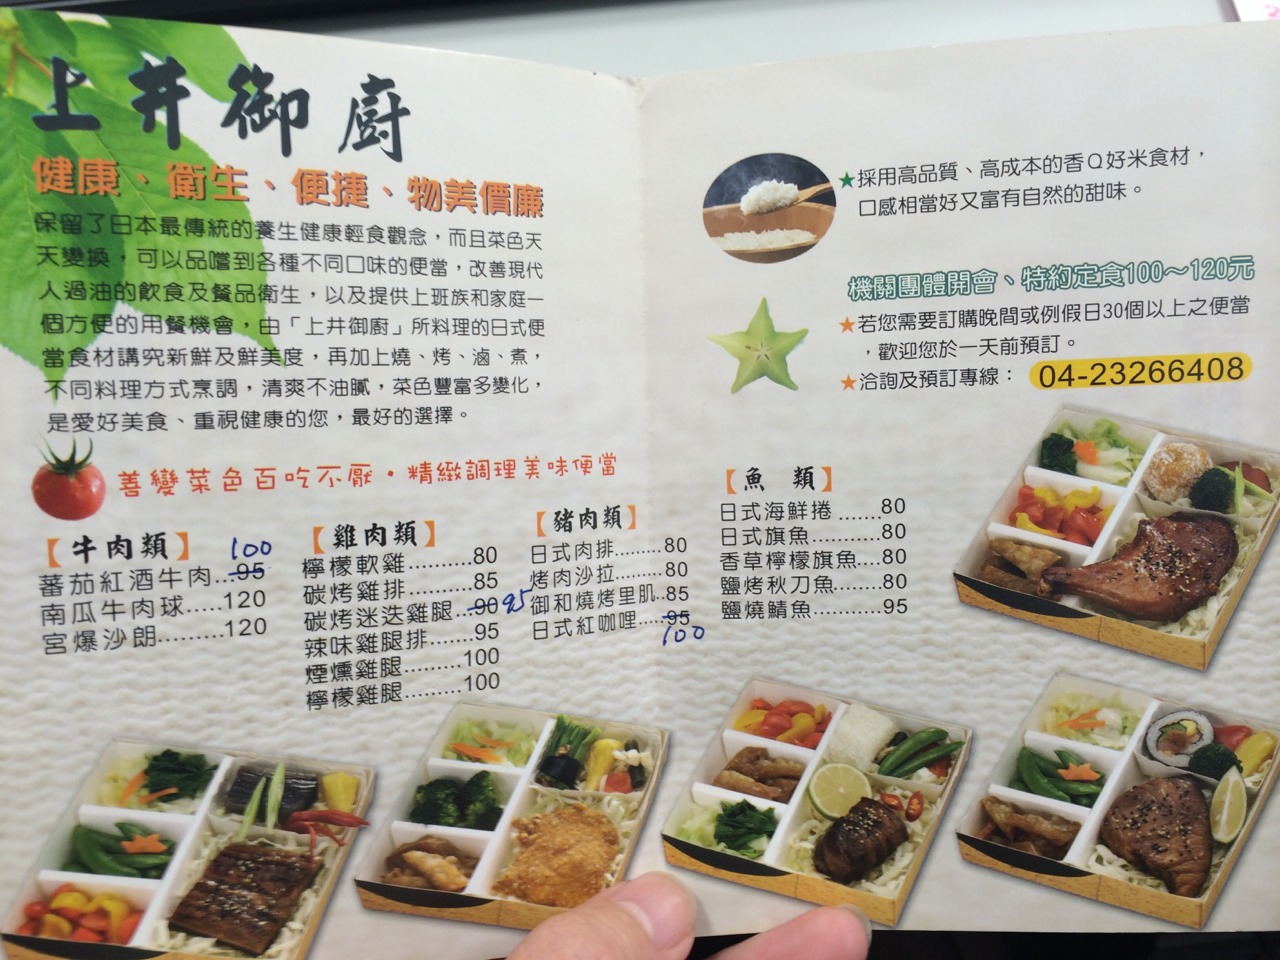 上井御廚
健康、衛生、便捷、物美價廉
保留了日本最傳統的養生健康輕食觀念，而且菜色天
天變換，可以品嚐到各種不同口味的便當，改善現代
人過油的飲食及餐品衛生，以及提供上班族和家庭一
個方便的用餐機會，由「上井御廚」所料理的日式便
當食材講究新鮮及鮮美度，再加上燒、烤、滷、煮，
不同料理方式烹調，清爽不油膩，菜色豐富多變化，
是愛好美食、重視健康的您，最好的選擇。
善變菜色百吃不厭・精緻調理美味便當
【牛肉類】
100
蕃茄紅酒牛肉...95
南瓜牛肉球.....120
宮爆沙朗.........120
【雞肉類】
檸檬軟雞..........80
碳烤雞排..........85
碳烤迷迭雞腿..90 95
辣味雞腿排.......95
煙燻雞腿.........100
檸檬雞腿.........100
【豬肉類】
日式肉排.........80
烤肉沙拉.........80
御和燒烤里肌..85
日式紅咖哩.....95
100
★採用高品質、高成本的香Q好米食材，
口感相當好又富有自然的甜味。
機關團體開會、特約定食100～120元
★若您需要訂購晚間或例假日30個以上之便當
，歡迎您於一天前預訂。
★洽詢及預訂專線：04-23266408
【魚 類】
日式海鮮捲.......80
日式旗魚...........80
香草檸檬旗魚....80
鹽烤秋刀魚.......80
鹽燒鯖魚...........95